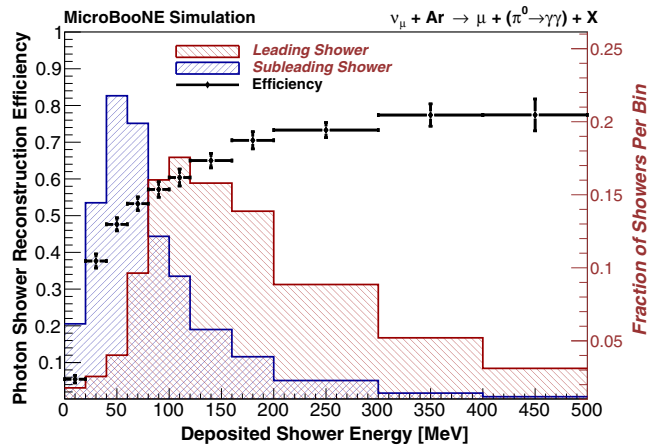 MicroBooNE Simulation
ν_μ + Ar → μ + (π⁰→γγ) + X
Leading Shower
Subleading Shower
Efficiency
Photon Shower Reconstruction Efficiency
1
0.9
0.8
0.7
0.6
0.5
0.4
0.3
0.2
0.1
0.25
0.2
0.15
0.1
0.05
Fraction of Showers Per Bin
0 50 100 150 200 250 300 350 400 450 500
Deposited Shower Energy [MeV]